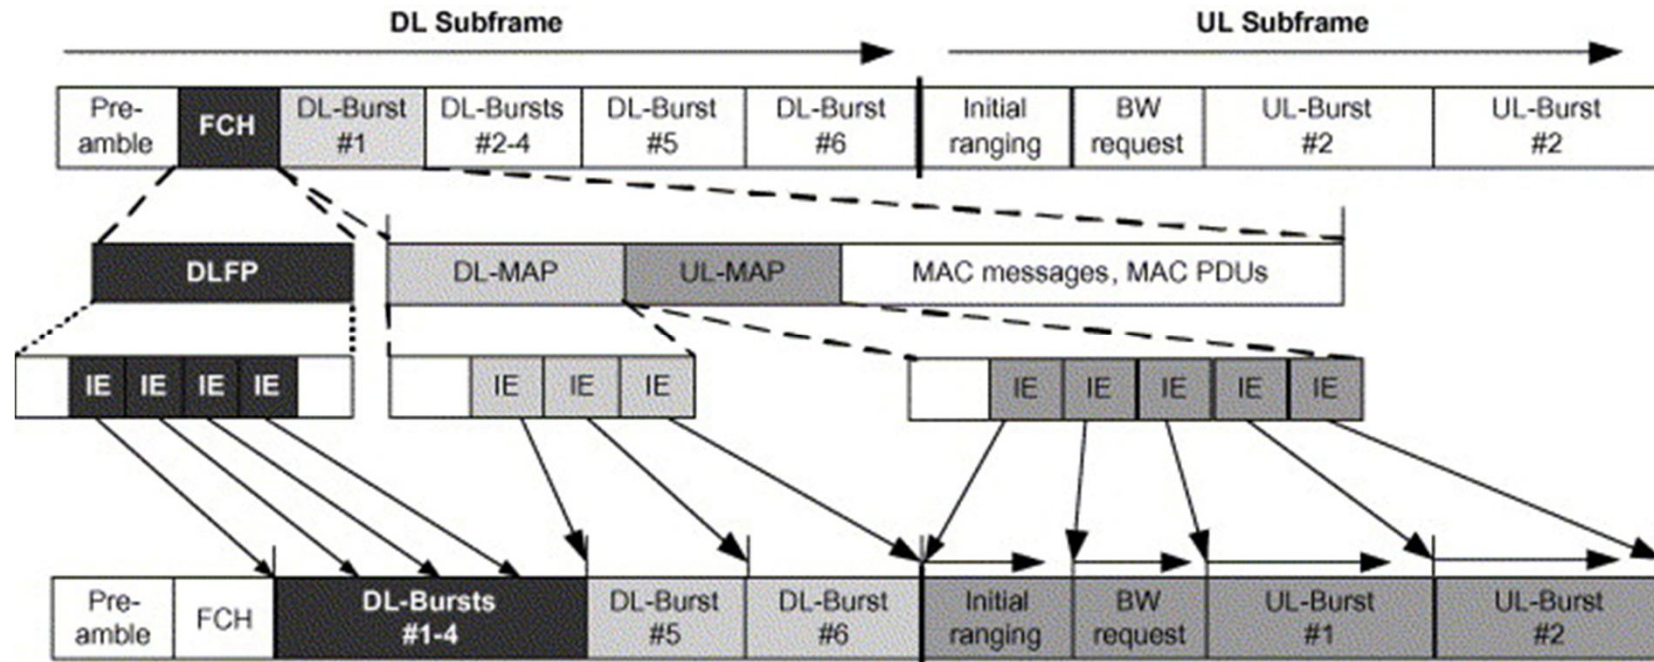 DL Subframe UL Subframe
Pre- DL-Burst DL-Bursts DL-Burst DL-Burst Initial BW UL-Burst UL-Burst
FCH
amble #1 #2-4 #5 #6 ranging request #2 #2
DLFP DL-MAP UL-MAP MAC messages, MAC PDUs
IE IE IE IE IE IE IE IE IE IE IE IE
Pre- DL-Bursts DL-Burst DL-Burst Initial BW UL-Burst UL-Burst
FCH
amble #1-4 #5 #6 ranging request #1 #2